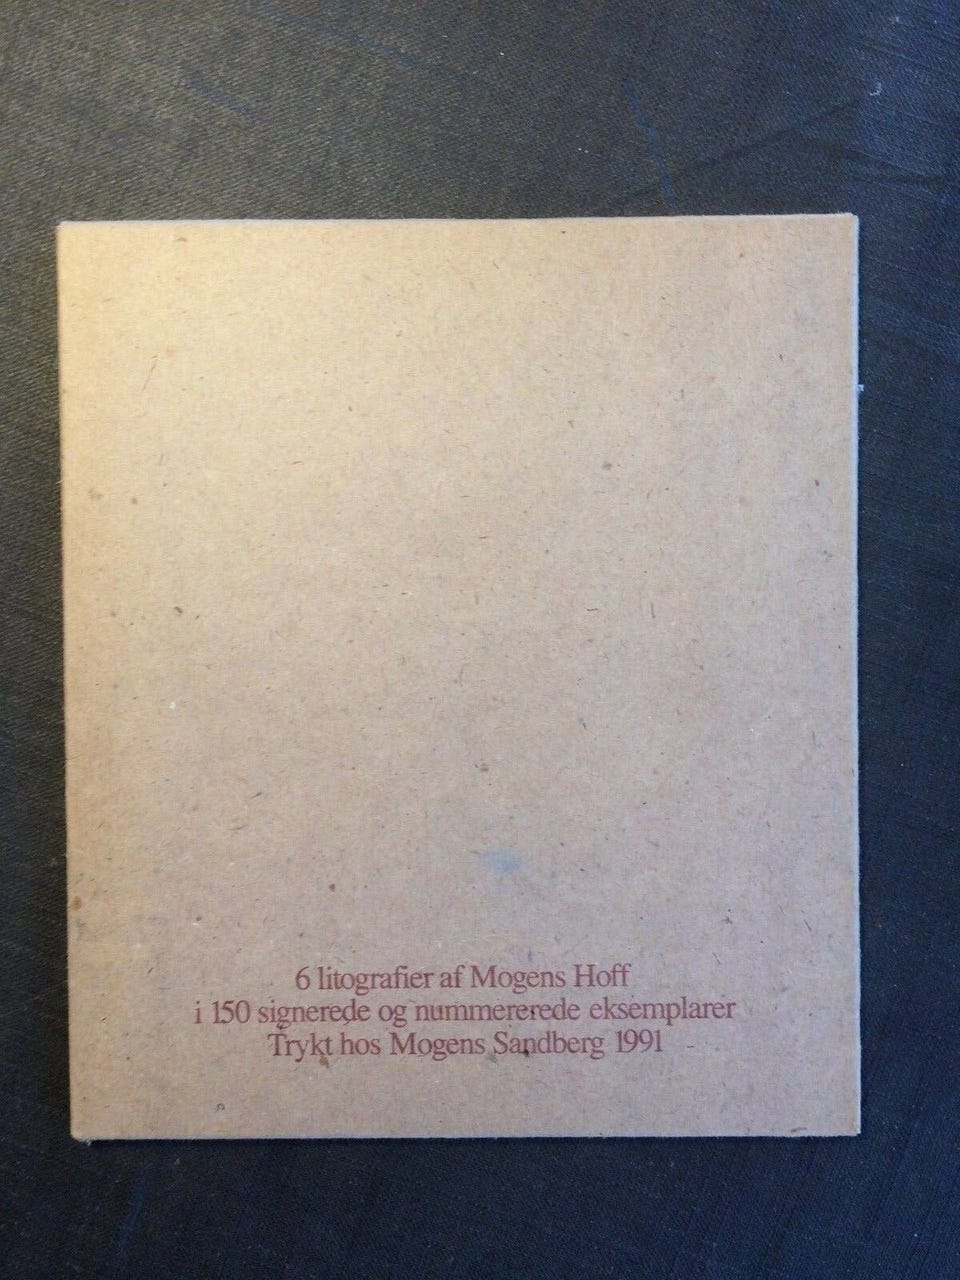 6 litografier af Mogens Hoff
i 150 signerede og nummererede eksemplarer
Trykt hos Mogens Sandberg 1991